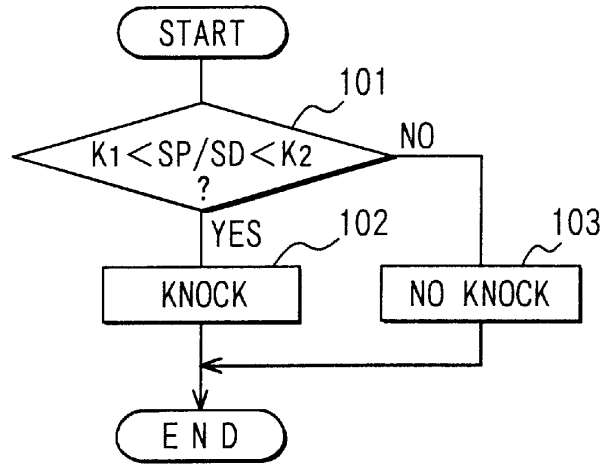 START
101
K1<SP/SD<K2
?
NO
YES
102
103
KNOCK
NO KNOCK
END